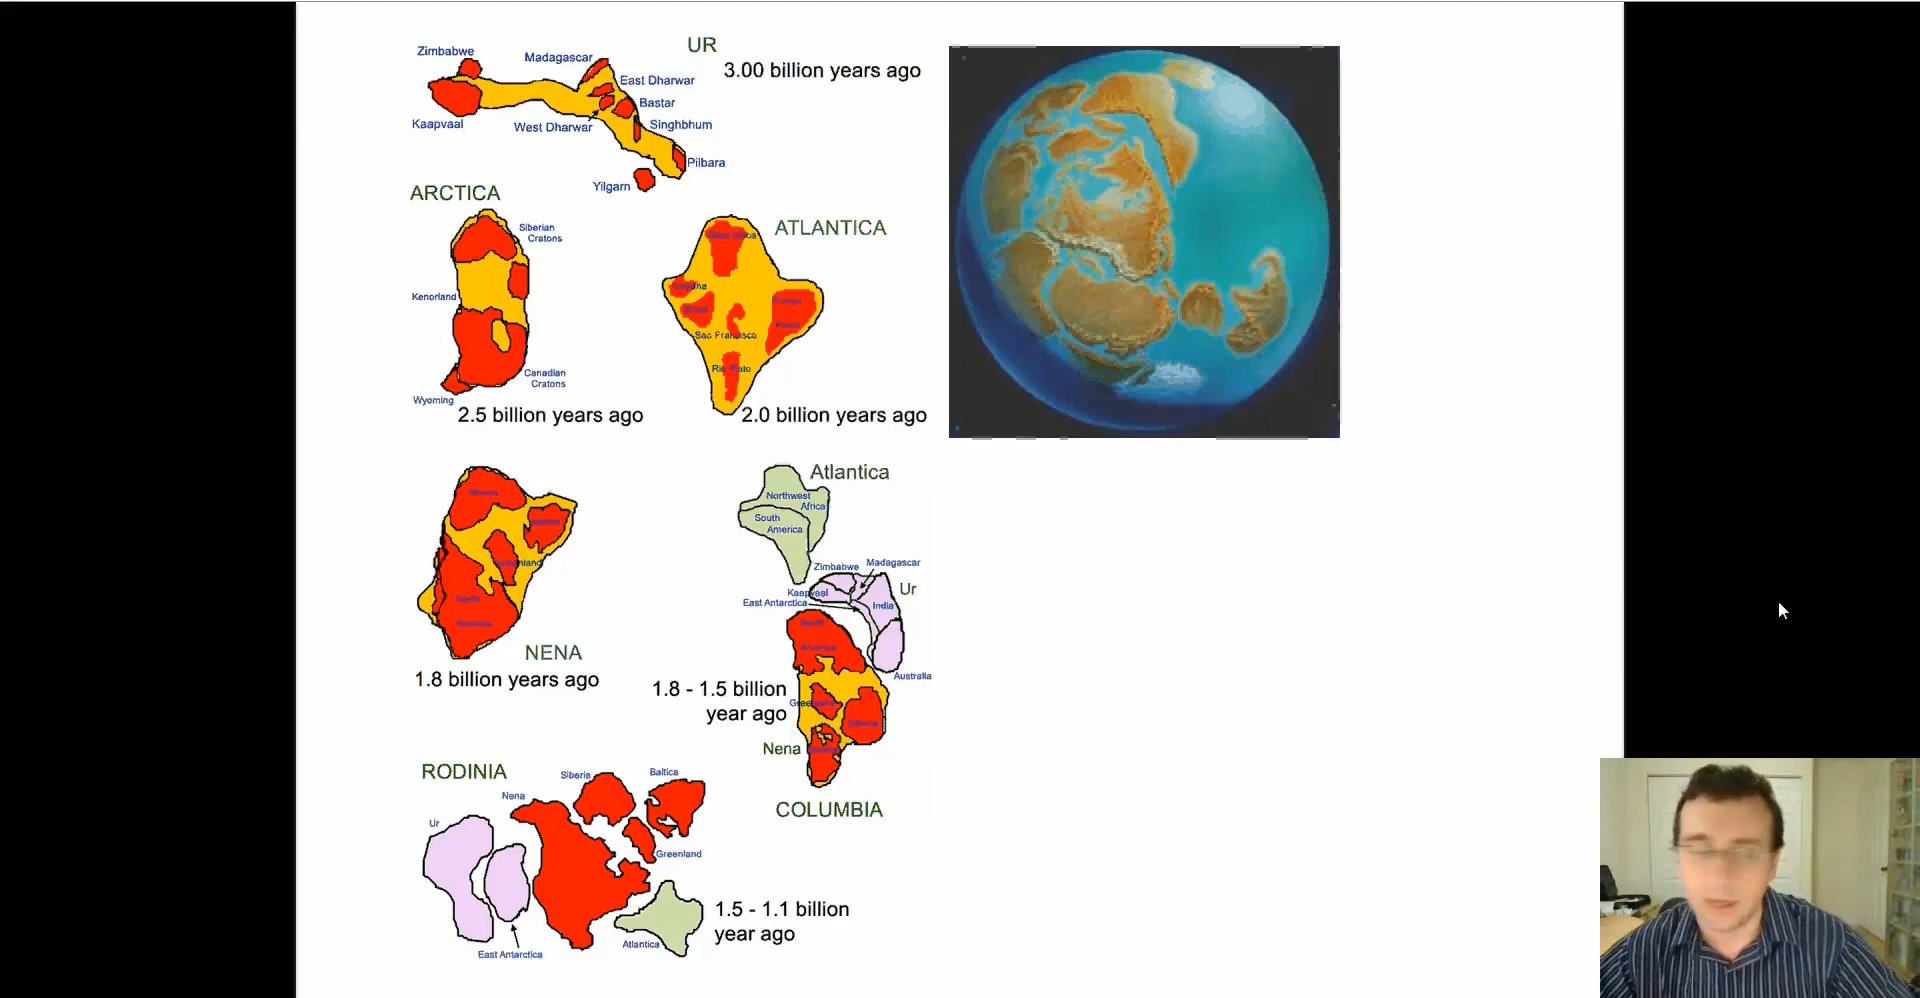 UR
3.00 billion years ago
Zimbabwe
Madagascar
East Dharwar
Bastar
Kaapvaal
West Dharwar
Singhbhum
Pilbara
Yilgarn
ARCTICA
Siberian
Cratons
Kenorland
Canadian
Cratons
Wyoming
2.5 billion years ago
ATLANTICA
Sao Francisco
Rio Plato
2.0 billion years ago
NENA
1.8 billion years ago
Atlantica
Northwest
Africa
South
America
Zimbabwe
Madagascar
Kaapvaal
Ur
East Antarctica
India
Australia
1.8 - 1.5 billion
year ago
Nena
COLUMBIA
RODINIA
Siberia
Baltica
Nena
Ur
Greenland
1.5 - 1.1 billion
year ago
Atlantica
East Antarctica